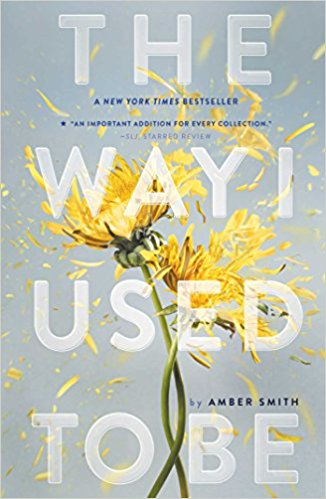 THE
A NEW YORK TIMES BESTSELLER
★ "AN IMPORTANT ADDITION FOR EVERY COLLECTION."
–SLJ, STARRED REVIEW
WAY I
USED
by AMBER SMITH
TO BE